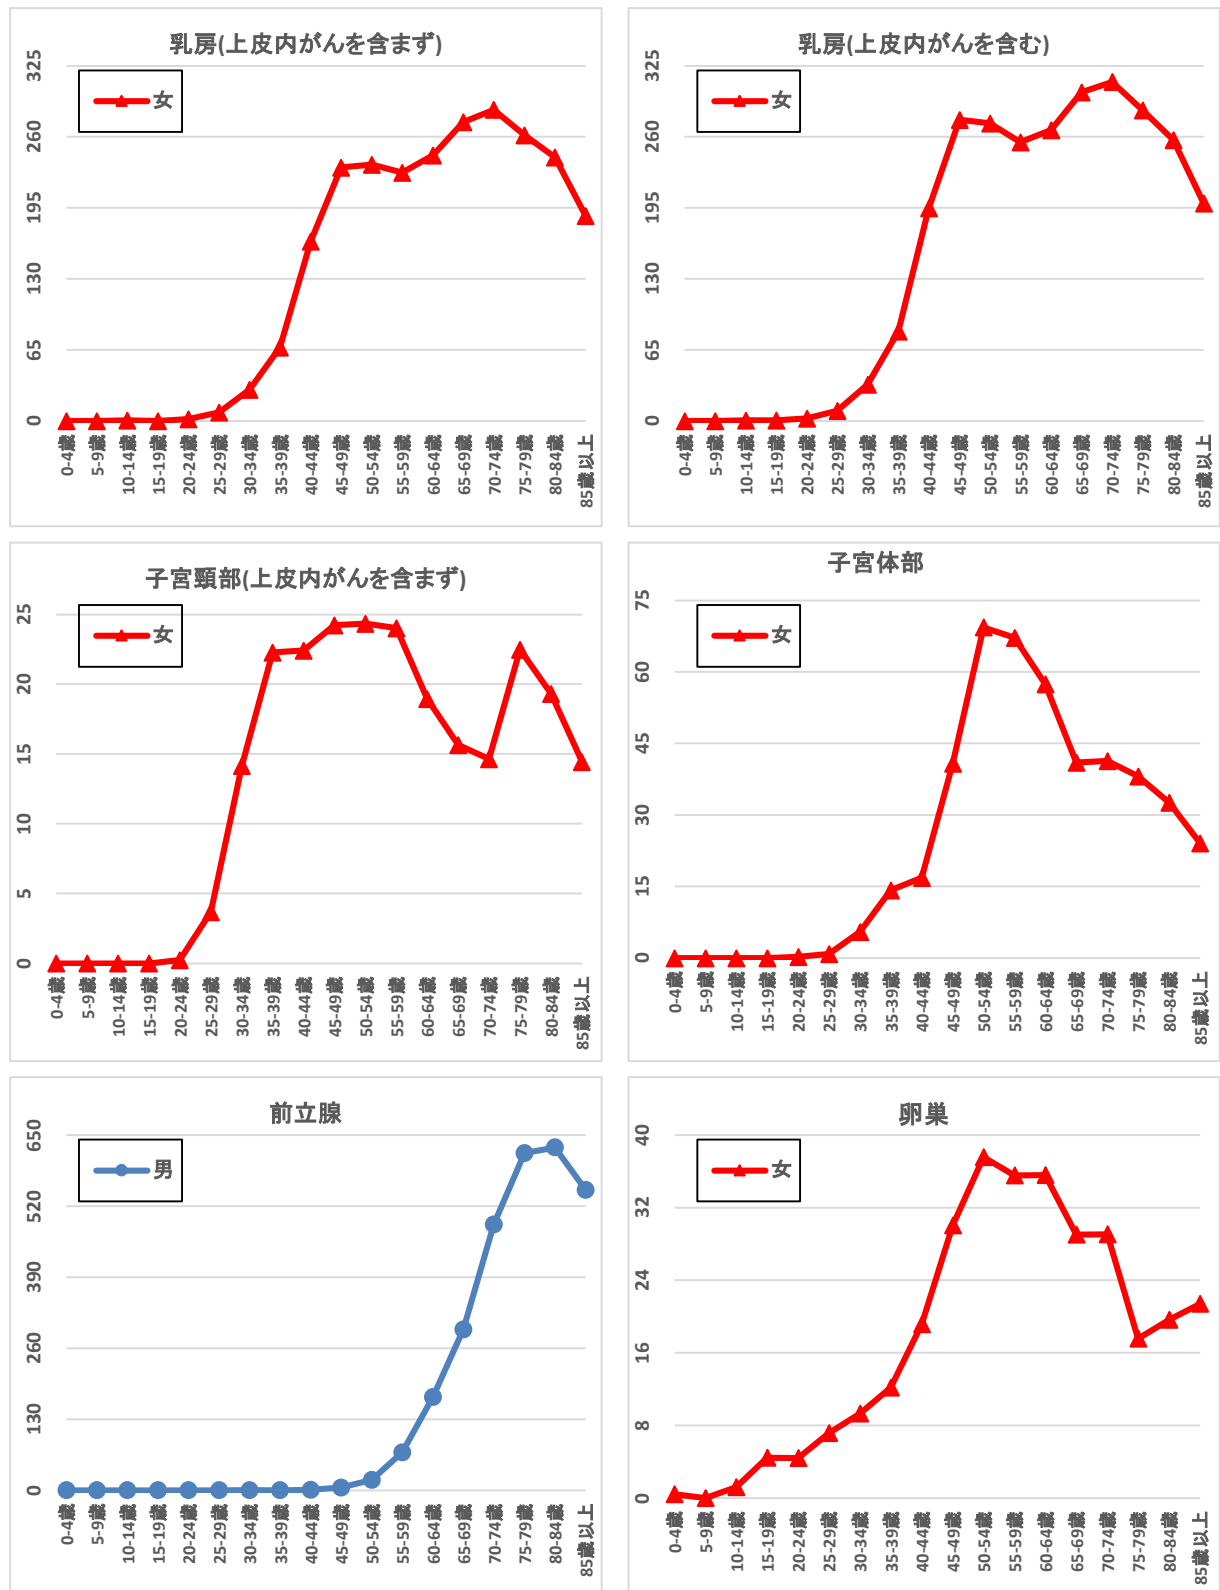 乳房(上皮内がんを含まず)
女
325
260
195
130
65
0
0-4歳
5-9歳
10-14歳
15-19歳
20-24歳
25-29歳
30-34歳
35-39歳
40-44歳
45-49歳
50-54歳
55-59歳
60-64歳
65-69歳
70-74歳
75-79歳
80-84歳
85歳以上
乳房(上皮内がんを含む)
女
325
260
195
130
65
0
0-4歳
5-9歳
10-14歳
15-19歳
20-24歳
25-29歳
30-34歳
35-39歳
40-44歳
45-49歳
50-54歳
55-59歳
60-64歳
65-69歳
70-74歳
75-79歳
80-84歳
85歳以上
子宮頸部(上皮内がんを含まず)
女
25
20
15
10
5
0
0-4歳
5-9歳
10-14歳
15-19歳
20-24歳
25-29歳
30-34歳
35-39歳
40-44歳
45-49歳
50-54歳
55-59歳
60-64歳
65-69歳
70-74歳
75-79歳
80-84歳
85歳以上
子宮体部
女
75
60
45
30
15
0
0-4歳
5-9歳
10-14歳
15-19歳
20-24歳
25-29歳
30-34歳
35-39歳
40-44歳
45-49歳
50-54歳
55-59歳
60-64歳
65-69歳
70-74歳
75-79歳
80-84歳
85歳以上
前立腺
男
650
520
390
260
130
0
0-4歳
5-9歳
10-14歳
15-19歳
20-24歳
25-29歳
30-34歳
35-39歳
40-44歳
45-49歳
50-54歳
55-59歳
60-64歳
65-69歳
70-74歳
75-79歳
80-84歳
85歳以上
卵巣
女
40
32
24
16
8
0
0-4歳
5-9歳
10-14歳
15-19歳
20-24歳
25-29歳
30-34歳
35-39歳
40-44歳
45-49歳
50-54歳
55-59歳
60-64歳
65-69歳
70-74歳
75-79歳
80-84歳
85歳以上